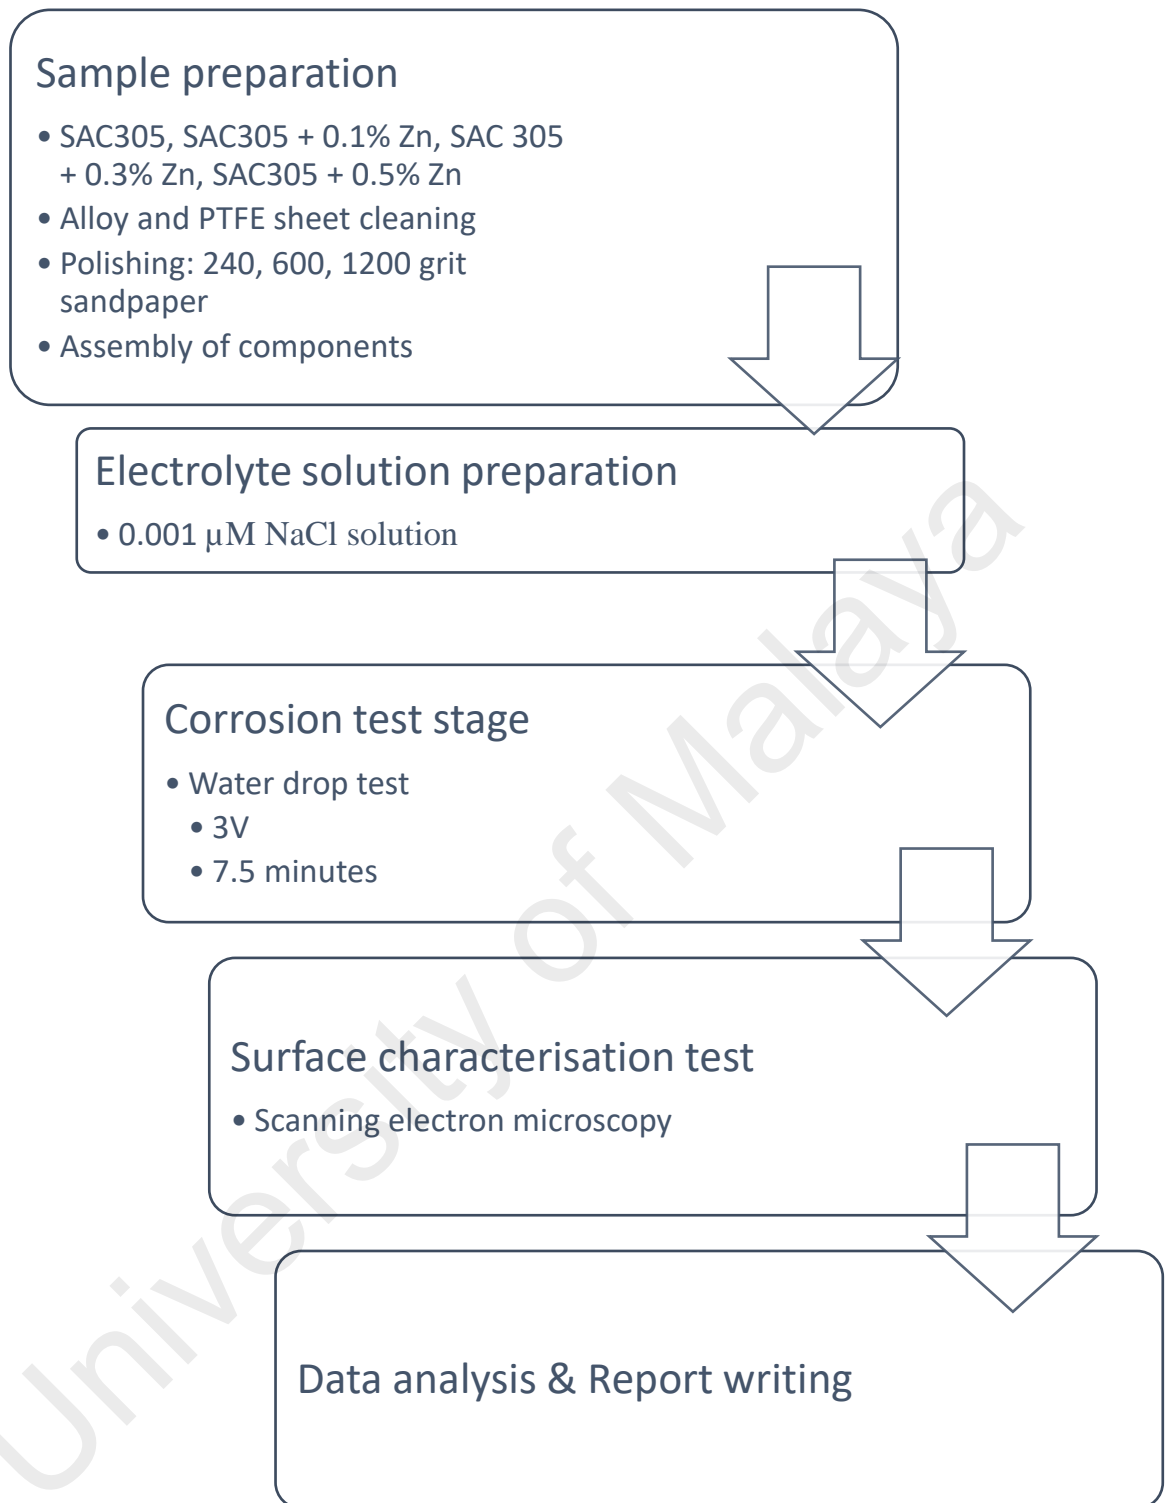 Sample preparation
• SAC305, SAC305 + 0.1% Zn, SAC 305
+ 0.3% Zn, SAC305 + 0.5% Zn
• Alloy and PTFE sheet cleaning
• Polishing: 240, 600, 1200 grit
sandpaper
• Assembly of components
Electrolyte solution preparation
• 0.001 µM NaCl solution
Corrosion test stage
• Water drop test
• 3V
• 7.5 minutes
Surface characterisation test
• Scanning electron microscopy
Data analysis & Report writing
University of Malaya